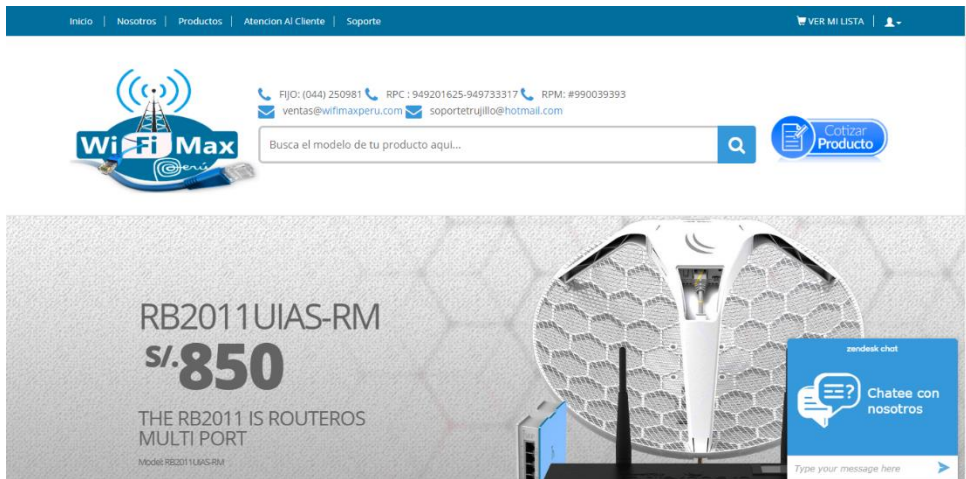 Inicio | Nosotros | Productos | Atencion Al Cliente | Soporte
VER MI LISTA
FIJO: (044) 250981 RPC : 949201625-949733317 RPM: #990039393
ventas@wifimaxperu.com soportetrujillo@hotmail.com
Wi Fi Max
Perú
Busca el modelo de tu producto aqui...
Cotizar
Producto
RB2011UIAS-RM
S/.850
THE RB2011 IS ROUTEROS
MULTI PORT
Model: RB2011UIAS-RM
zendesk chat
Chatee con
nosotros
Type your message here